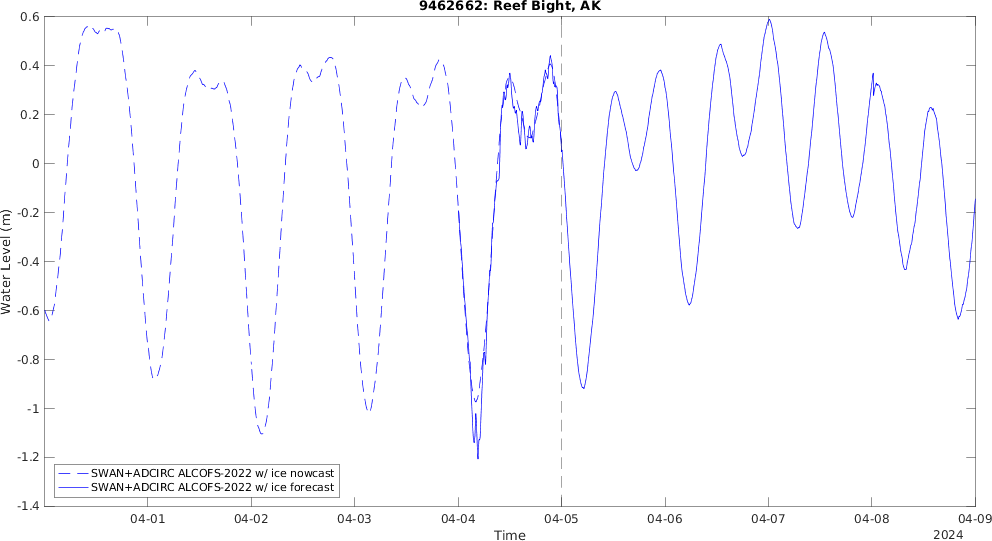 9462662: Reef Bight, AK
0.6
0.4
0.2
0
-0.2
-0.4
-0.6
-0.8
-1
-1.2
-1.4
Water Level (m)
SWAN+ADCIRC ALCOFS-2022 w/ ice nowcast
SWAN+ADCIRC ALCOFS-2022 w/ ice forecast
04-01 04-02 04-03 04-04 04-05 04-06 04-07 04-08 04-09
Time
2024